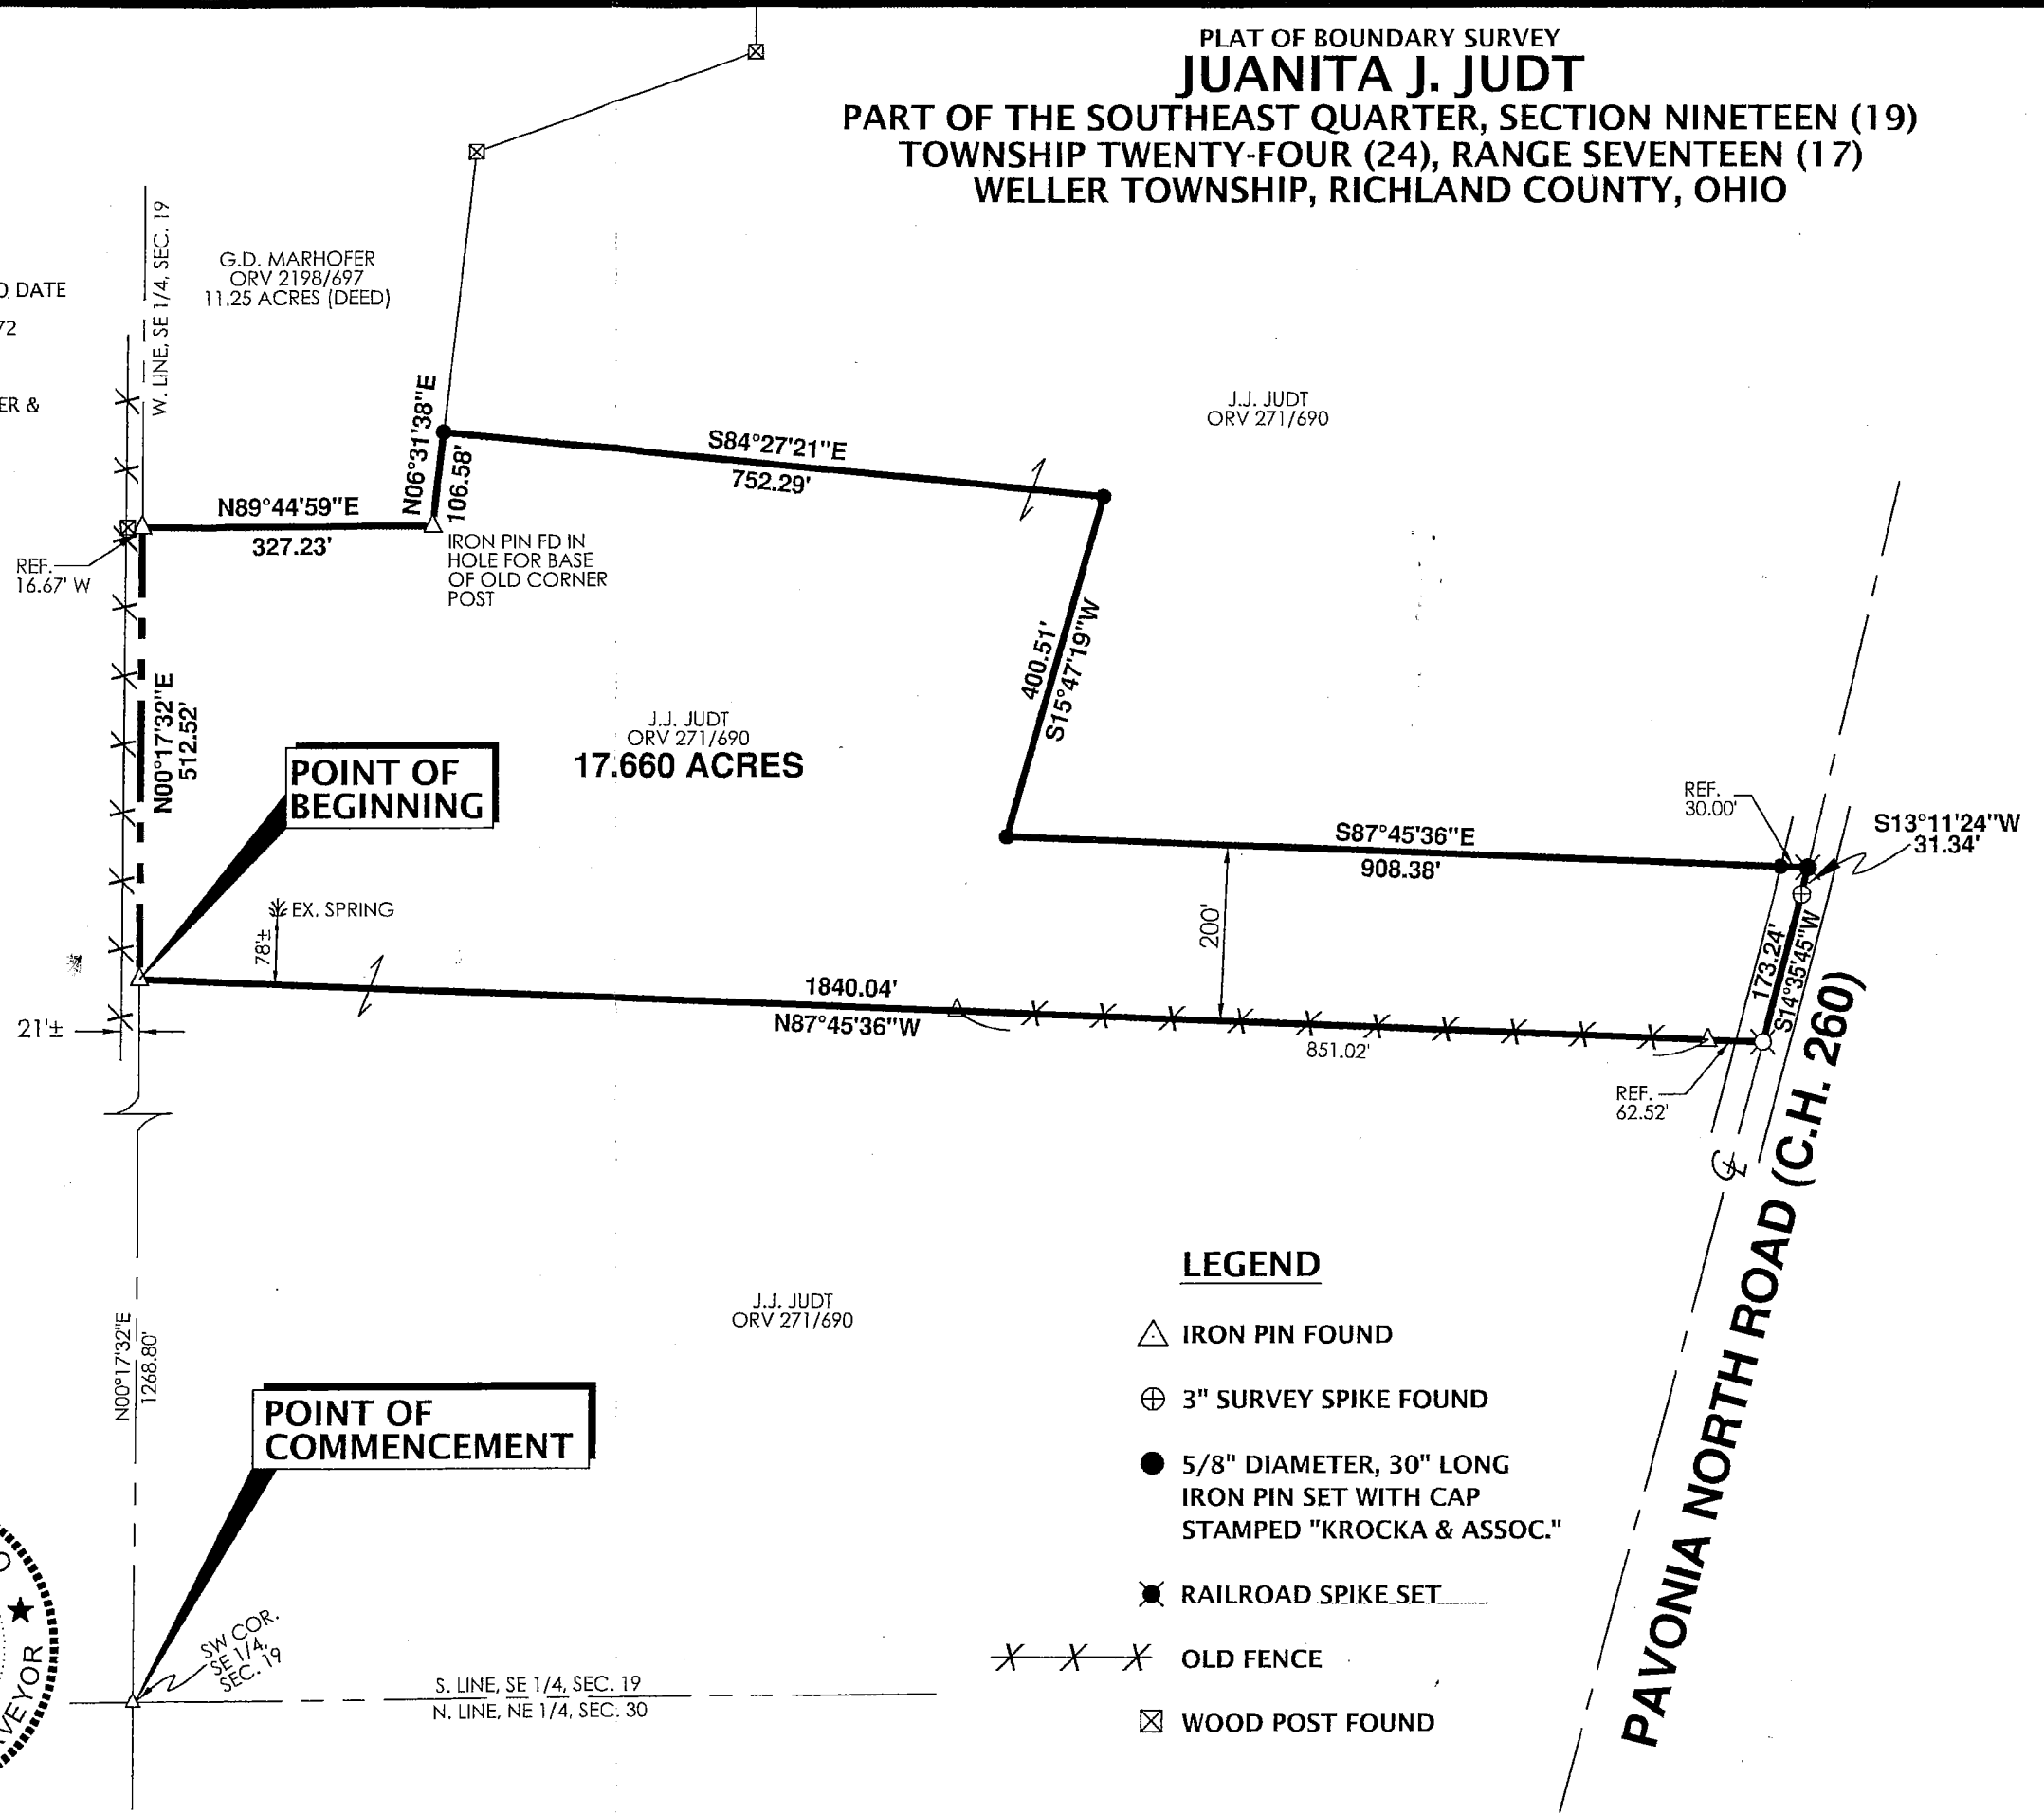 PLAT OF BOUNDARY SURVEY
JUANITA J. JUDT
PART OF THE SOUTHEAST QUARTER, SECTION NINETEEN (19)
TOWNSHIP TWENTY-FOUR (24), RANGE SEVENTEEN (17)
WELLER TOWNSHIP, RICHLAND COUNTY, OHIO
W. LINE, SE 1/4, SEC. 19
G.D. MARHOFER
ORV 2198/697
11.25 ACRES (DEED)
DATE
72
ER &
J.J. JUDT
ORV 271/690
N06°31'38"E
106.58'
S84°27'21"E
752.29'
N89°44'59"E
327.23'
IRON PIN FD IN
HOLE FOR BASE
OF OLD CORNER
POST
REF.
16.67' W
400.51'
S15°47'19"W
N00°17'32"E
512.52'
J.J. JUDT
ORV 271/690
17.660 ACRES
POINT OF
BEGINNING
REF.
30.00'
S13°11'24"W
31.34'
S87°45'36"E
908.38'
200'
EX. SPRING
78'±
173.24'
S14°35'45"W
1840.04'
N87°45'36"W
21'±
851.02'
REF.
62.52'
℄
PAVONIA NORTH ROAD (C.H. 260)
J.J. JUDT
ORV 271/690
N00°17'32"E
1268.80'
POINT OF
COMMENCEMENT
SW COR.
SE 1/4,
SEC. 19
S. LINE, SE 1/4, SEC. 19
N. LINE, NE 1/4, SEC. 30
LEGEND
IRON PIN FOUND
3" SURVEY SPIKE FOUND
5/8" DIAMETER, 30" LONG
IRON PIN SET WITH CAP
STAMPED "KROCKA & ASSOC."
RAILROAD SPIKE SET
OLD FENCE
WOOD POST FOUND
O
VEYOR